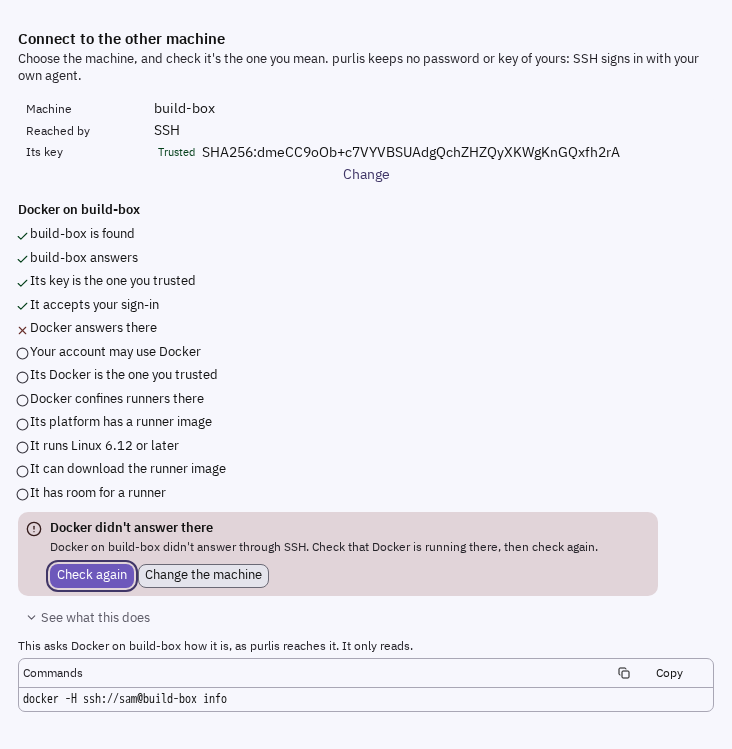 Connect to the other machine
Choose the machine, and check it's the one you mean. purlis keeps no password or key of yours: SSH signs in with your
own agent.
Machine build-box
Reached by SSH
Its key Trusted SHA256:dmeCC9oOb+c7VYVBSUAdgQchZHZQyXKWgKnGQxfh2rA
Change
Docker on build-box
build-box is found
build-box answers
Its key is the one you trusted
It accepts your sign-in
Docker answers there
Your account may use Docker
Its Docker is the one you trusted
Docker confines runners there
Its platform has a runner image
It runs Linux 6.12 or later
It can download the runner image
It has room for a runner
Docker didn't answer there
Docker on build-box didn't answer through SSH. Check that Docker is running there, then check again.
Check again Change the machine
See what this does
This asks Docker on build-box how it is, as purlis reaches it. It only reads.
Commands Copy
docker -H ssh://sam@build-box info